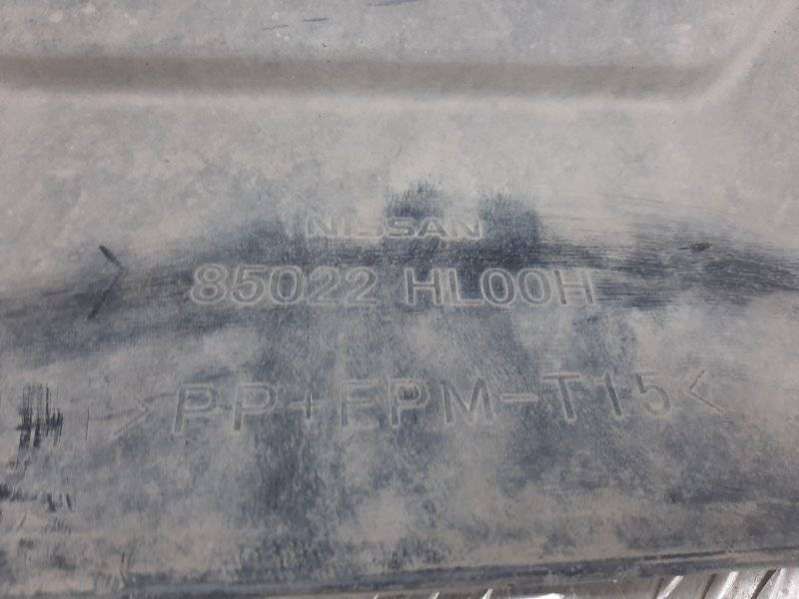 NISSAN
85022 HL00H
>PP+EPM-T15<